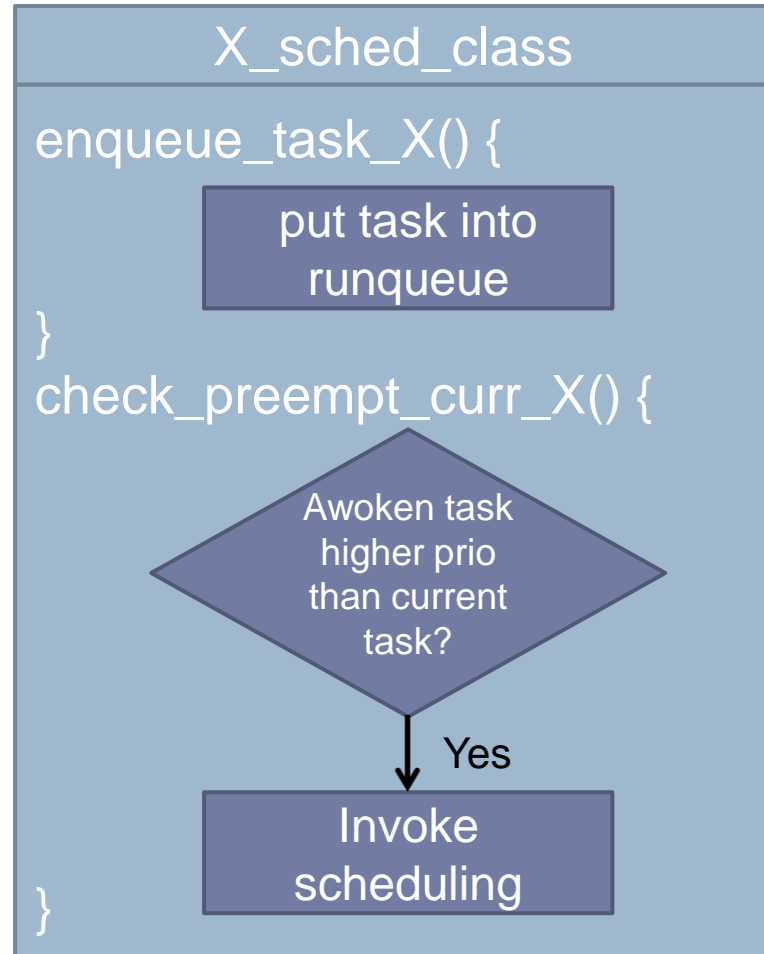 X_sched_class
enqueue_task_X() {
put task into
runqueue
}
check_preempt_curr_X() {
Awoken task
higher prio
than current
task?
Yes
Invoke
scheduling
}